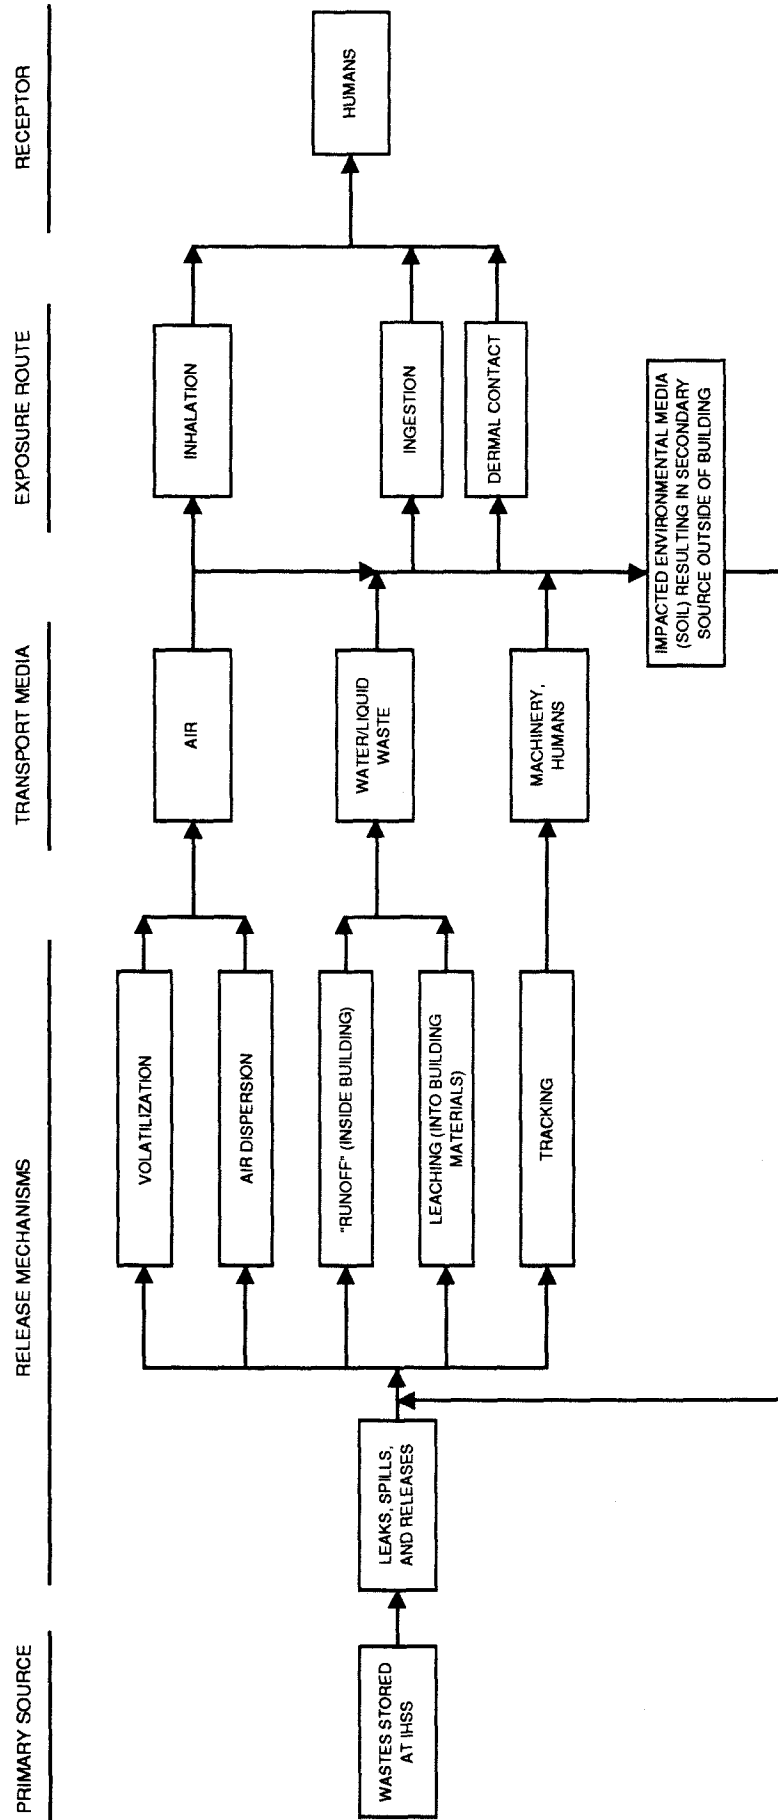 PRIMARY SOURCE
RELEASE MECHANISMS
TRANSPORT MEDIA
EXPOSURE ROUTE
RECEPTOR
WASTES STORED
AT IHSS
LEAKS, SPILLS,
AND RELEASES
VOLATILIZATION
AIR DISPERSION
"RUNOFF" (INSIDE BUILDING)
LEACHING (INTO BUILDING
MATERIALS)
TRACKING
AIR
WATER/LIQUID
WASTE
MACHINERY,
HUMANS
INHALATION
INGESTION
DERMAL CONTACT
IMPACTED ENVIRONMENTAL MEDIA
(SOIL) RESULTING IN SECONDARY
SOURCE OUTSIDE OF BUILDING
HUMANS